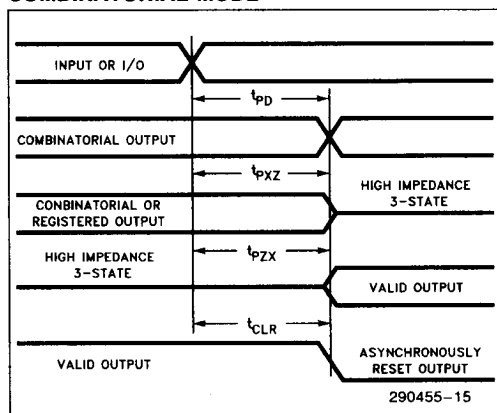 COMBINATORIAL MODE
INPUT OR I/O
tPD
COMBINATORIAL OUTPUT
tPXZ
HIGH IMPEDANCE
3-STATE
CONBINATORIAL OR
REGISTERED OUTPUT
HIGH IMPEDANCE
3-STATE
tPZX
VALID OUTPUT
tCLR
VALID OUTPUT
ASYNCHRONOUSLY
RESET OUTPUT
290455-15